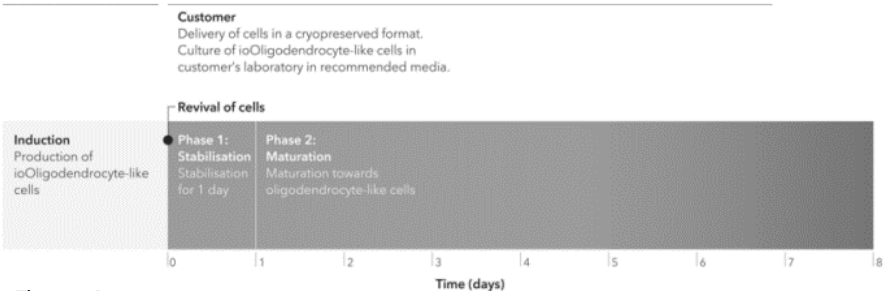 Customer
Delivery of cells in a cryopreserved format.
Culture of ioOligodendrocyte-like cells in
customer's laboratory in recommended media.
Revival of cells
Induction
Production of
ioOligodendrocyte-like
cells
Phase 1:
Stabilisation
Stabilisation
for 1 day
Phase 2:
Maturation
Maturation towards
oligodendrocyte-like cells
0 1 2 3 4 5 6 7 8
Time (days)